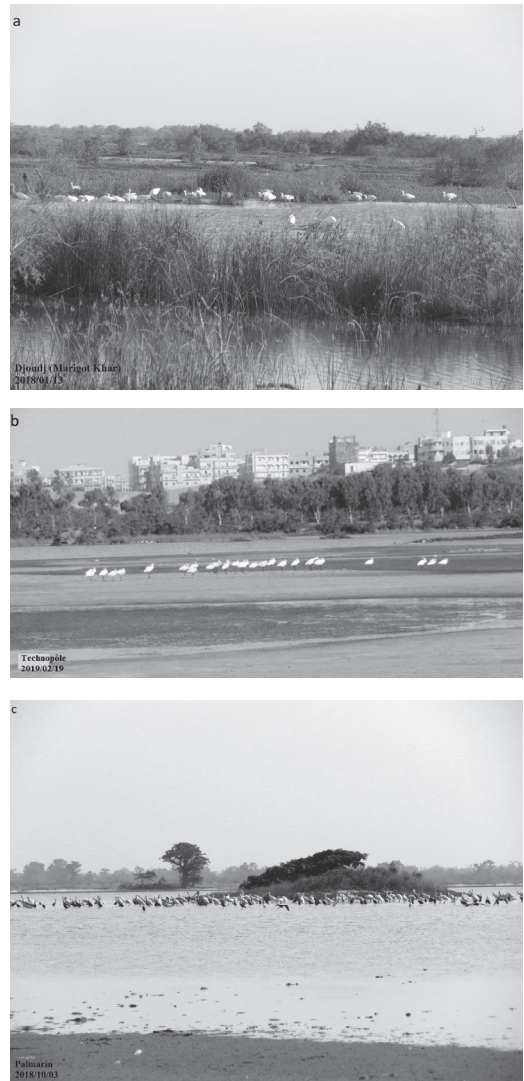 a
Djoudj (Marigot Khar)
2018/01/13
b
Technopôle
2019/02/19
c
Palmarin
2018/10/03